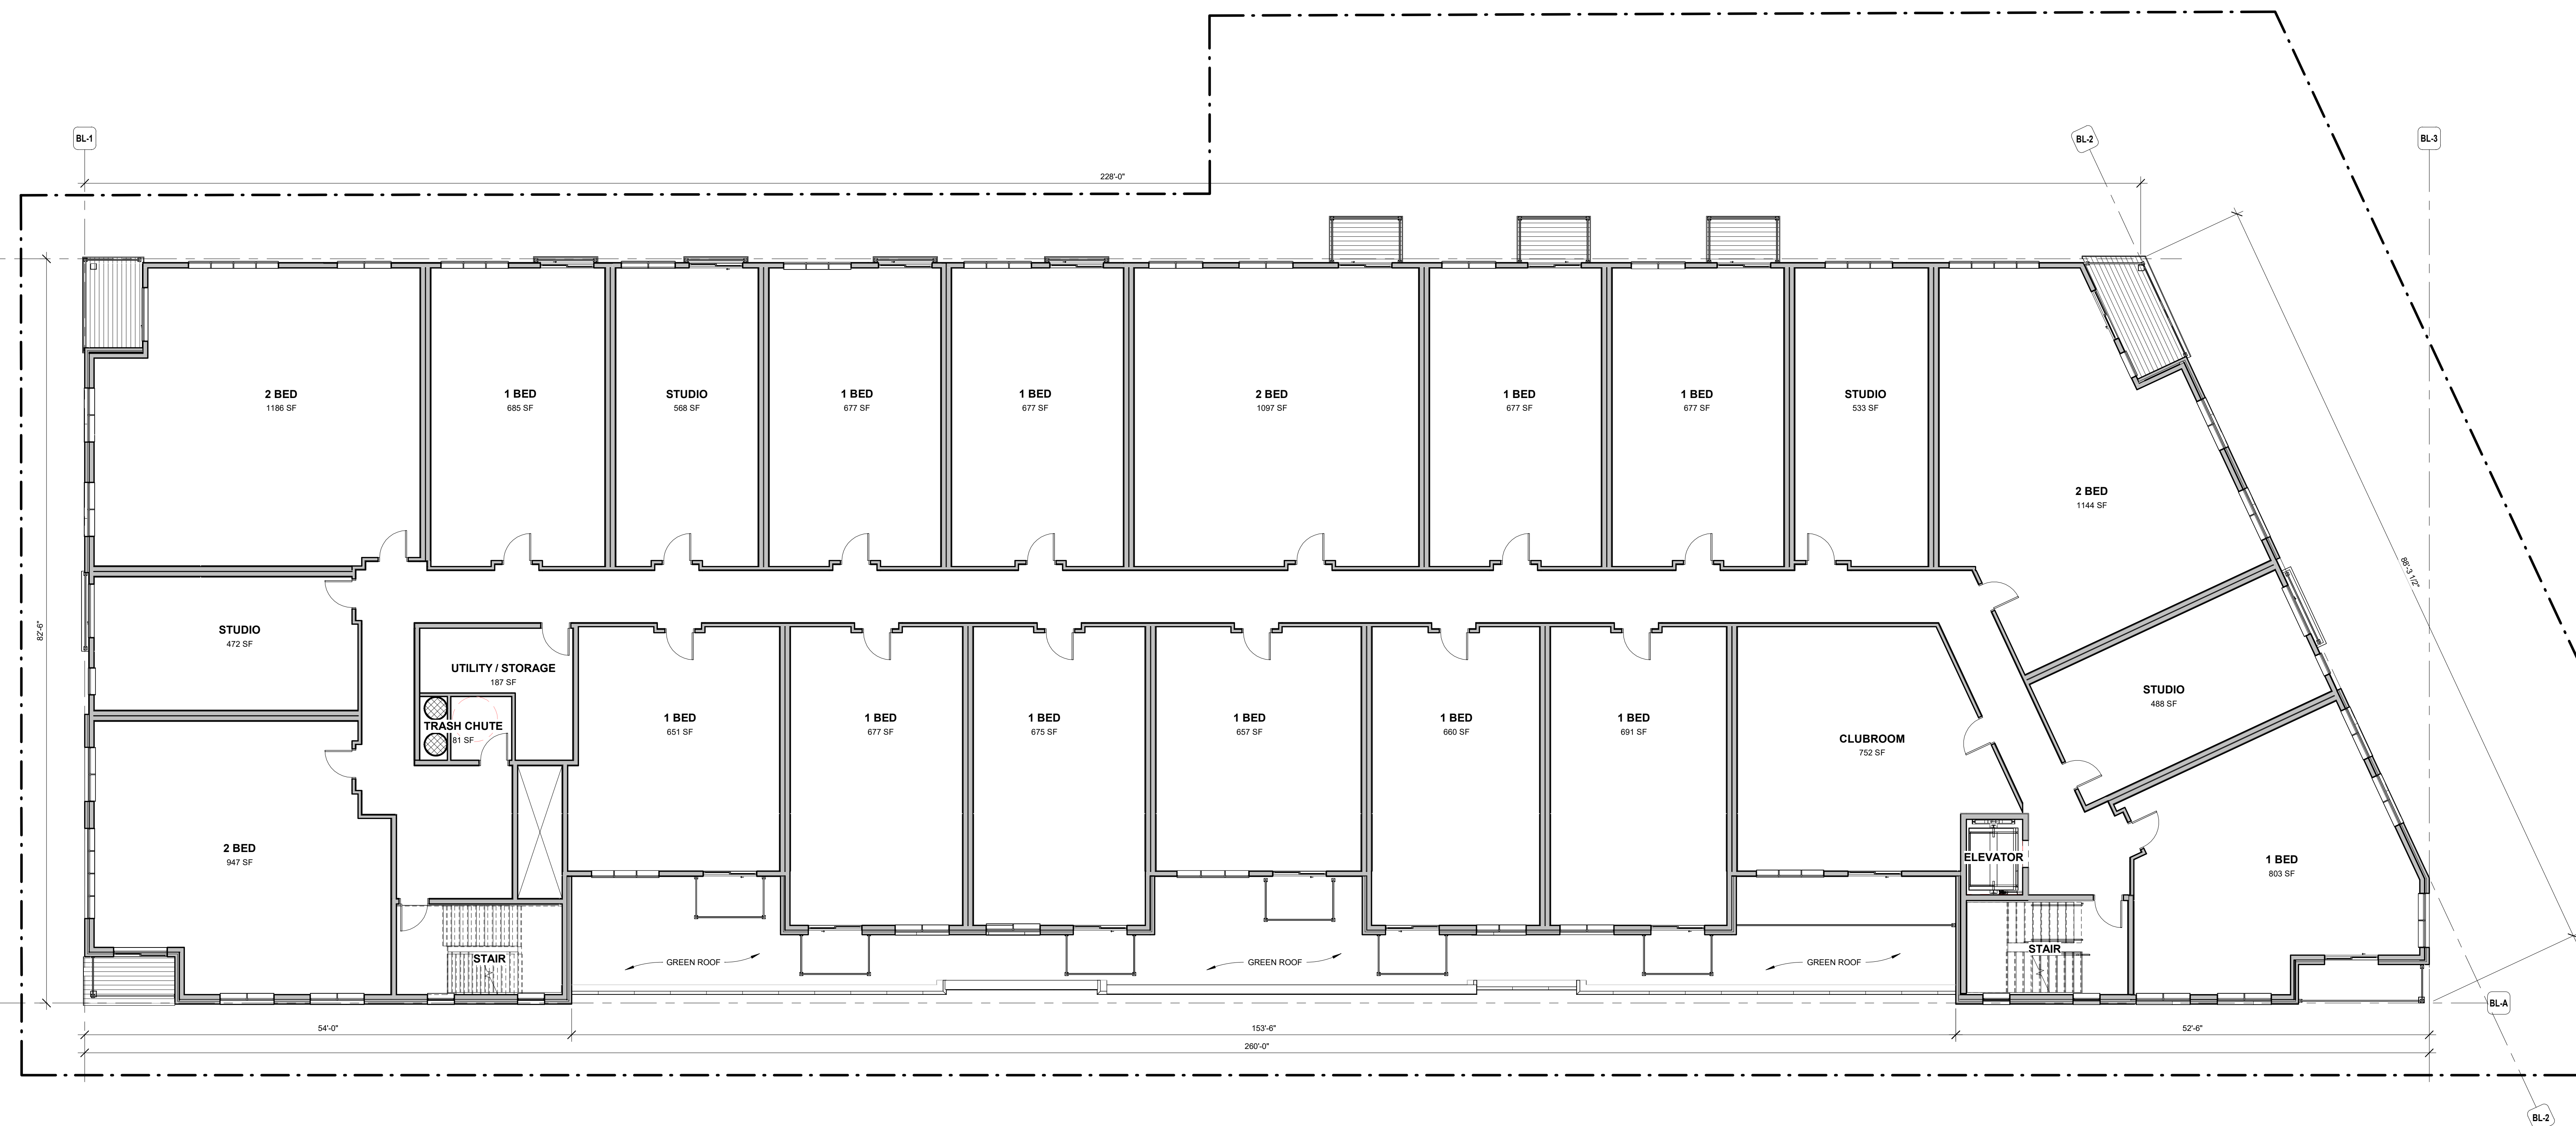 BL-1
BL-2
BL-3
228'-0"
2 BED
1186 SF
1 BED
685 SF
STUDIO
568 SF
1 BED
677 SF
1 BED
677 SF
2 BED
1097 SF
1 BED
677 SF
1 BED
677 SF
STUDIO
533 SF
2 BED
1144 SF
88'-3 1/2"
82'-6"
STUDIO
472 SF
UTILITY / STORAGE
187 SF
TRASH CHUTE
81 SF
1 BED
651 SF
1 BED
677 SF
1 BED
675 SF
1 BED
657 SF
1 BED
660 SF
1 BED
691 SF
CLUBROOM
752 SF
STUDIO
488 SF
2 BED
947 SF
ELEVATOR
1 BED
803 SF
STAIR
GREEN ROOF
GREEN ROOF
GREEN ROOF
STAIR
BL-A
54'-0"
153'-6"
52'-6"
260'-0"
BL-2